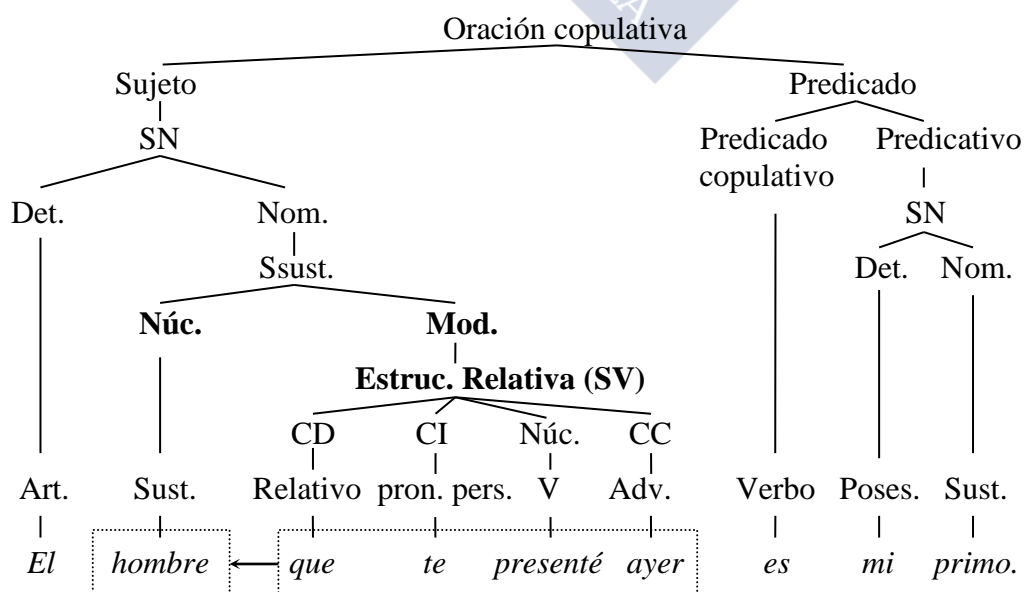 Oración copulativa
Sujeto Predicado
SN Predicado copulativo Predicativo
Det. Nom. SN
Ssust. Det. Nom.
Núc. Mod.
Estruc. Relativa (SV)
CD CI Núc. CC
Art. Sust. Relativo pron. pers. V Adv. Verbo Poses. Sust.
El hombre que te presenté ayer es mi primo.